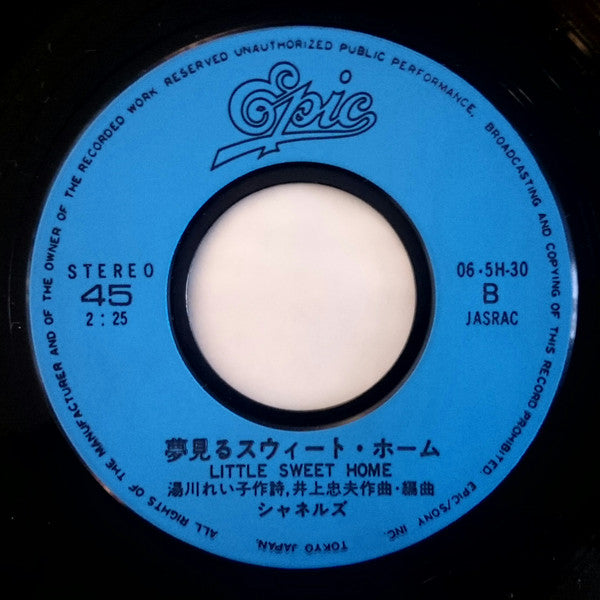 ALL RIGHTS OF THE MANUFACTURER AND OF THE OWNER OF THE RECORDED WORK RESERVED UNAUTHORIZED PUBLIC PERFORMANCE, BROADCASTING AND COPYING OF THIS RECORD PROHIBITED EPIC/SONY INC. TOKYO JAPAN,
Epic
STEREO
45
2:25
06・5H-30
B
JASRAC
夢見るスウィート・ホーム
LITTLE SWEET HOME
湯川れい子作詩,井上忠夫作曲・編曲
シャネルズ